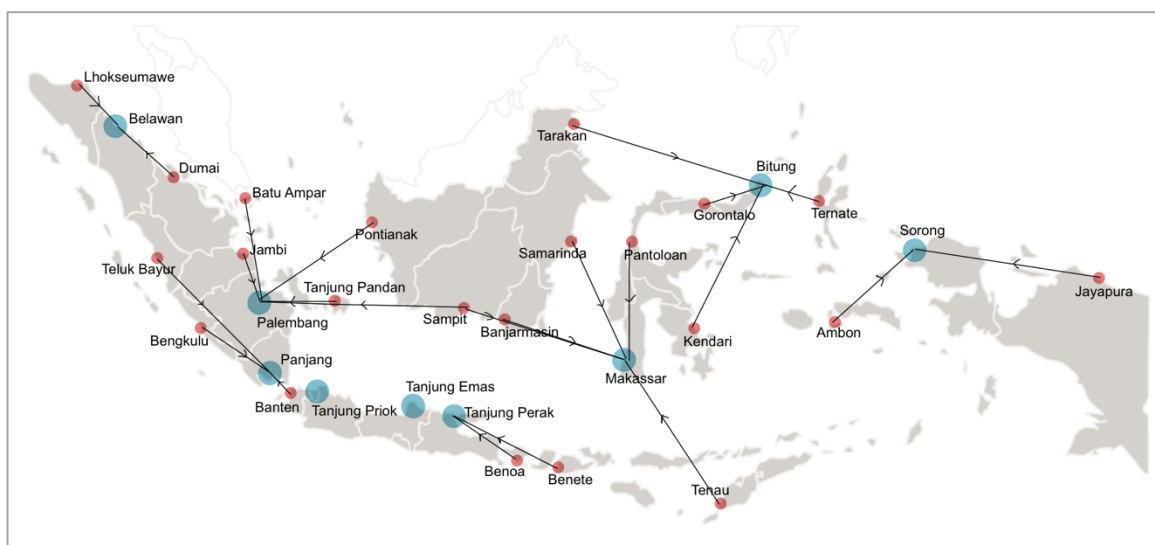 Lhokseumawe
Belawan
Tarakan
Dumai
Bitung
Batu Ampar
Gorontalo
Ternate
Pontianak
Sorong
Jambi
Samarinda
Pantoloan
Teluk Bayur
Tanjung Pandan
Jayapura
Palembang
Sampit
Banjarmasin
Kendari
Ambon
Bengkulu
Panjang
Makassar
Tanjung Emas
Banten
Tanjung Priok
Tanjung Perak
Benoa
Benete
Tenau